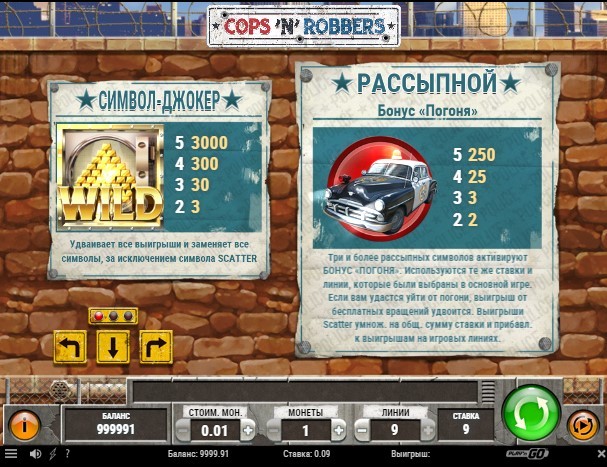 COPS 'N' ROBBERS
СИМВОЛ-ДЖОКЕР
WILD
5 3000
4 300
3 30
2 3
Удваивает все выигрыши и заменяет все
символы, за исключением символа SCATTER
РАССЫПНОЙ
Бонус «Погоня»
5 250
4 25
3 3
2 2
Три и более рассыпных символов активируют
БОНУС «ПОГОНЯ». Используются те же ставки и
линии, которые были выбраны в основной игре.
Если вам удастся уйти от погони, выигрыш от
бесплатных вращений удвоится. Выигрыши
Scatter умнож. на общ. сумму ставки и прибавл.
к выигрышам на игровых линиях.
БАЛАНС
999991
СТОИМ. МОН.
0.01
МОНЕТЫ
1
ЛИНИИ
9
СТАВКА
9
Баланс: 9999.91
Ставка: 0.09
Выигрыш:
PLAY'N GO